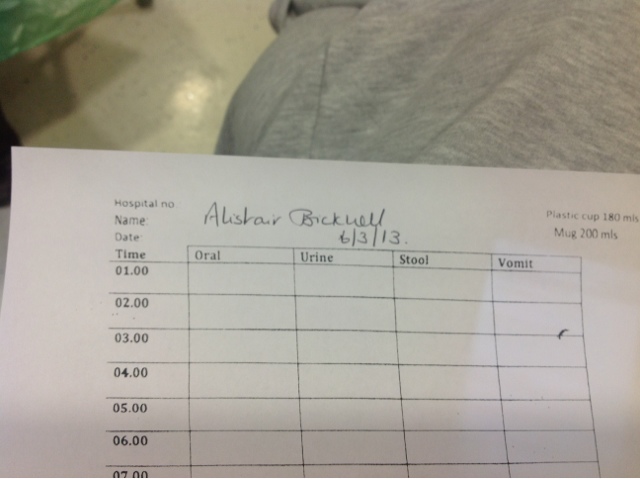 Hospital no
Name: Alistair Bicknell
Date: 6/3/13.
Plastic cup 180 mls
Mug 200 mls
Time Oral Urine Stool Vomit
01.00
02.00
03.00
04.00
05.00
06.00
07.00